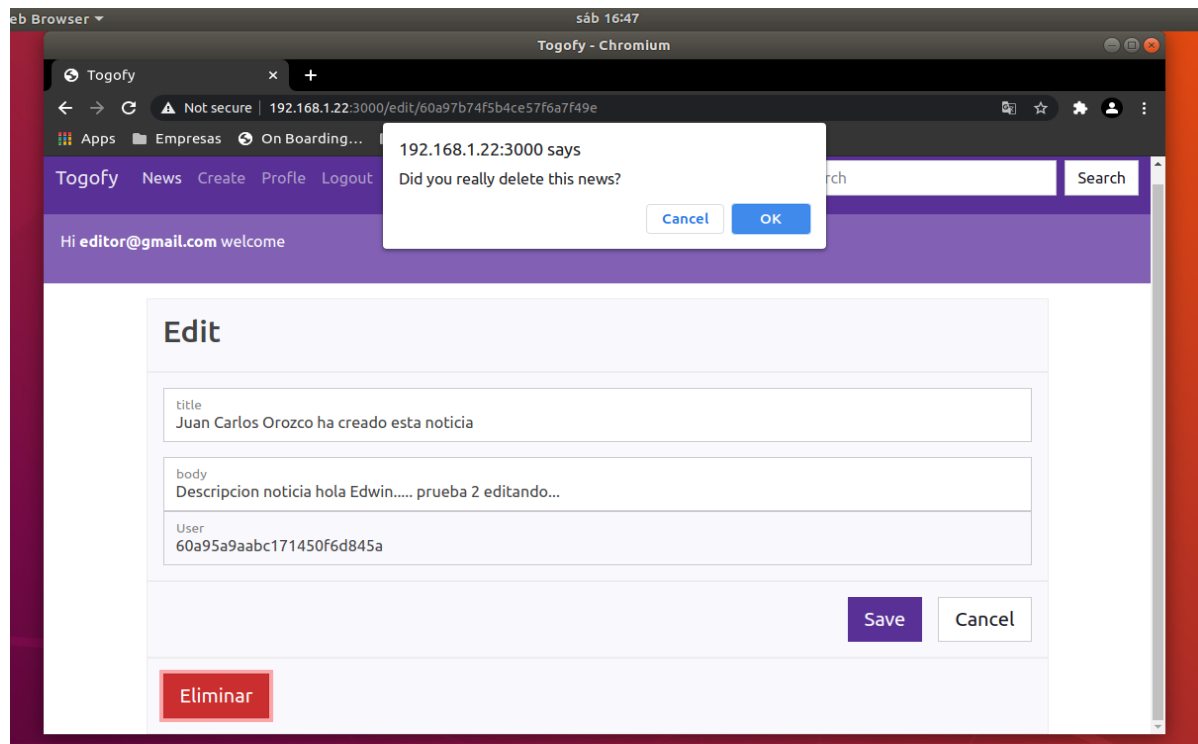 eb Browser
sáb 16:47
Togofy - Chromium
Togofy
Not secure | 192.168.1.22:3000/edit/60a97b74f5b4ce57f6a7f49e
Apps Empresas On Boarding...
192.168.1.22:3000 says
Did you really delete this news?
Cancel OK
Togofy News Create Profle Logout rch Search
Hi editor@gmail.com welcome
Edit
title
Juan Carlos Orozco ha creado esta noticia
body
Descripcion noticia hola Edwin..... prueba 2 editando...
User
60a95a9aabc171450f6d845a
Save Cancel
Eliminar